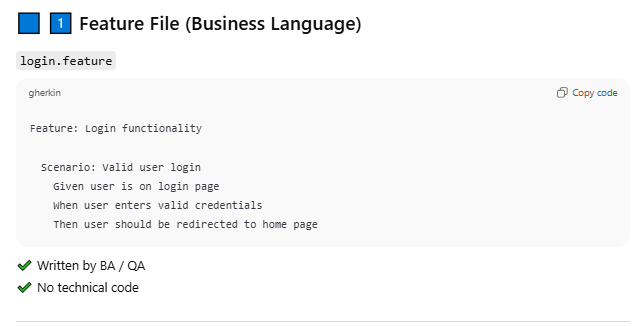 1 Feature File (Business Language)
login.feature
gherkin Copy code
Feature: Login functionality
Scenario: Valid user login
Given user is on login page
When user enters valid credentials
Then user should be redirected to home page
Written by BA / QA
No technical code